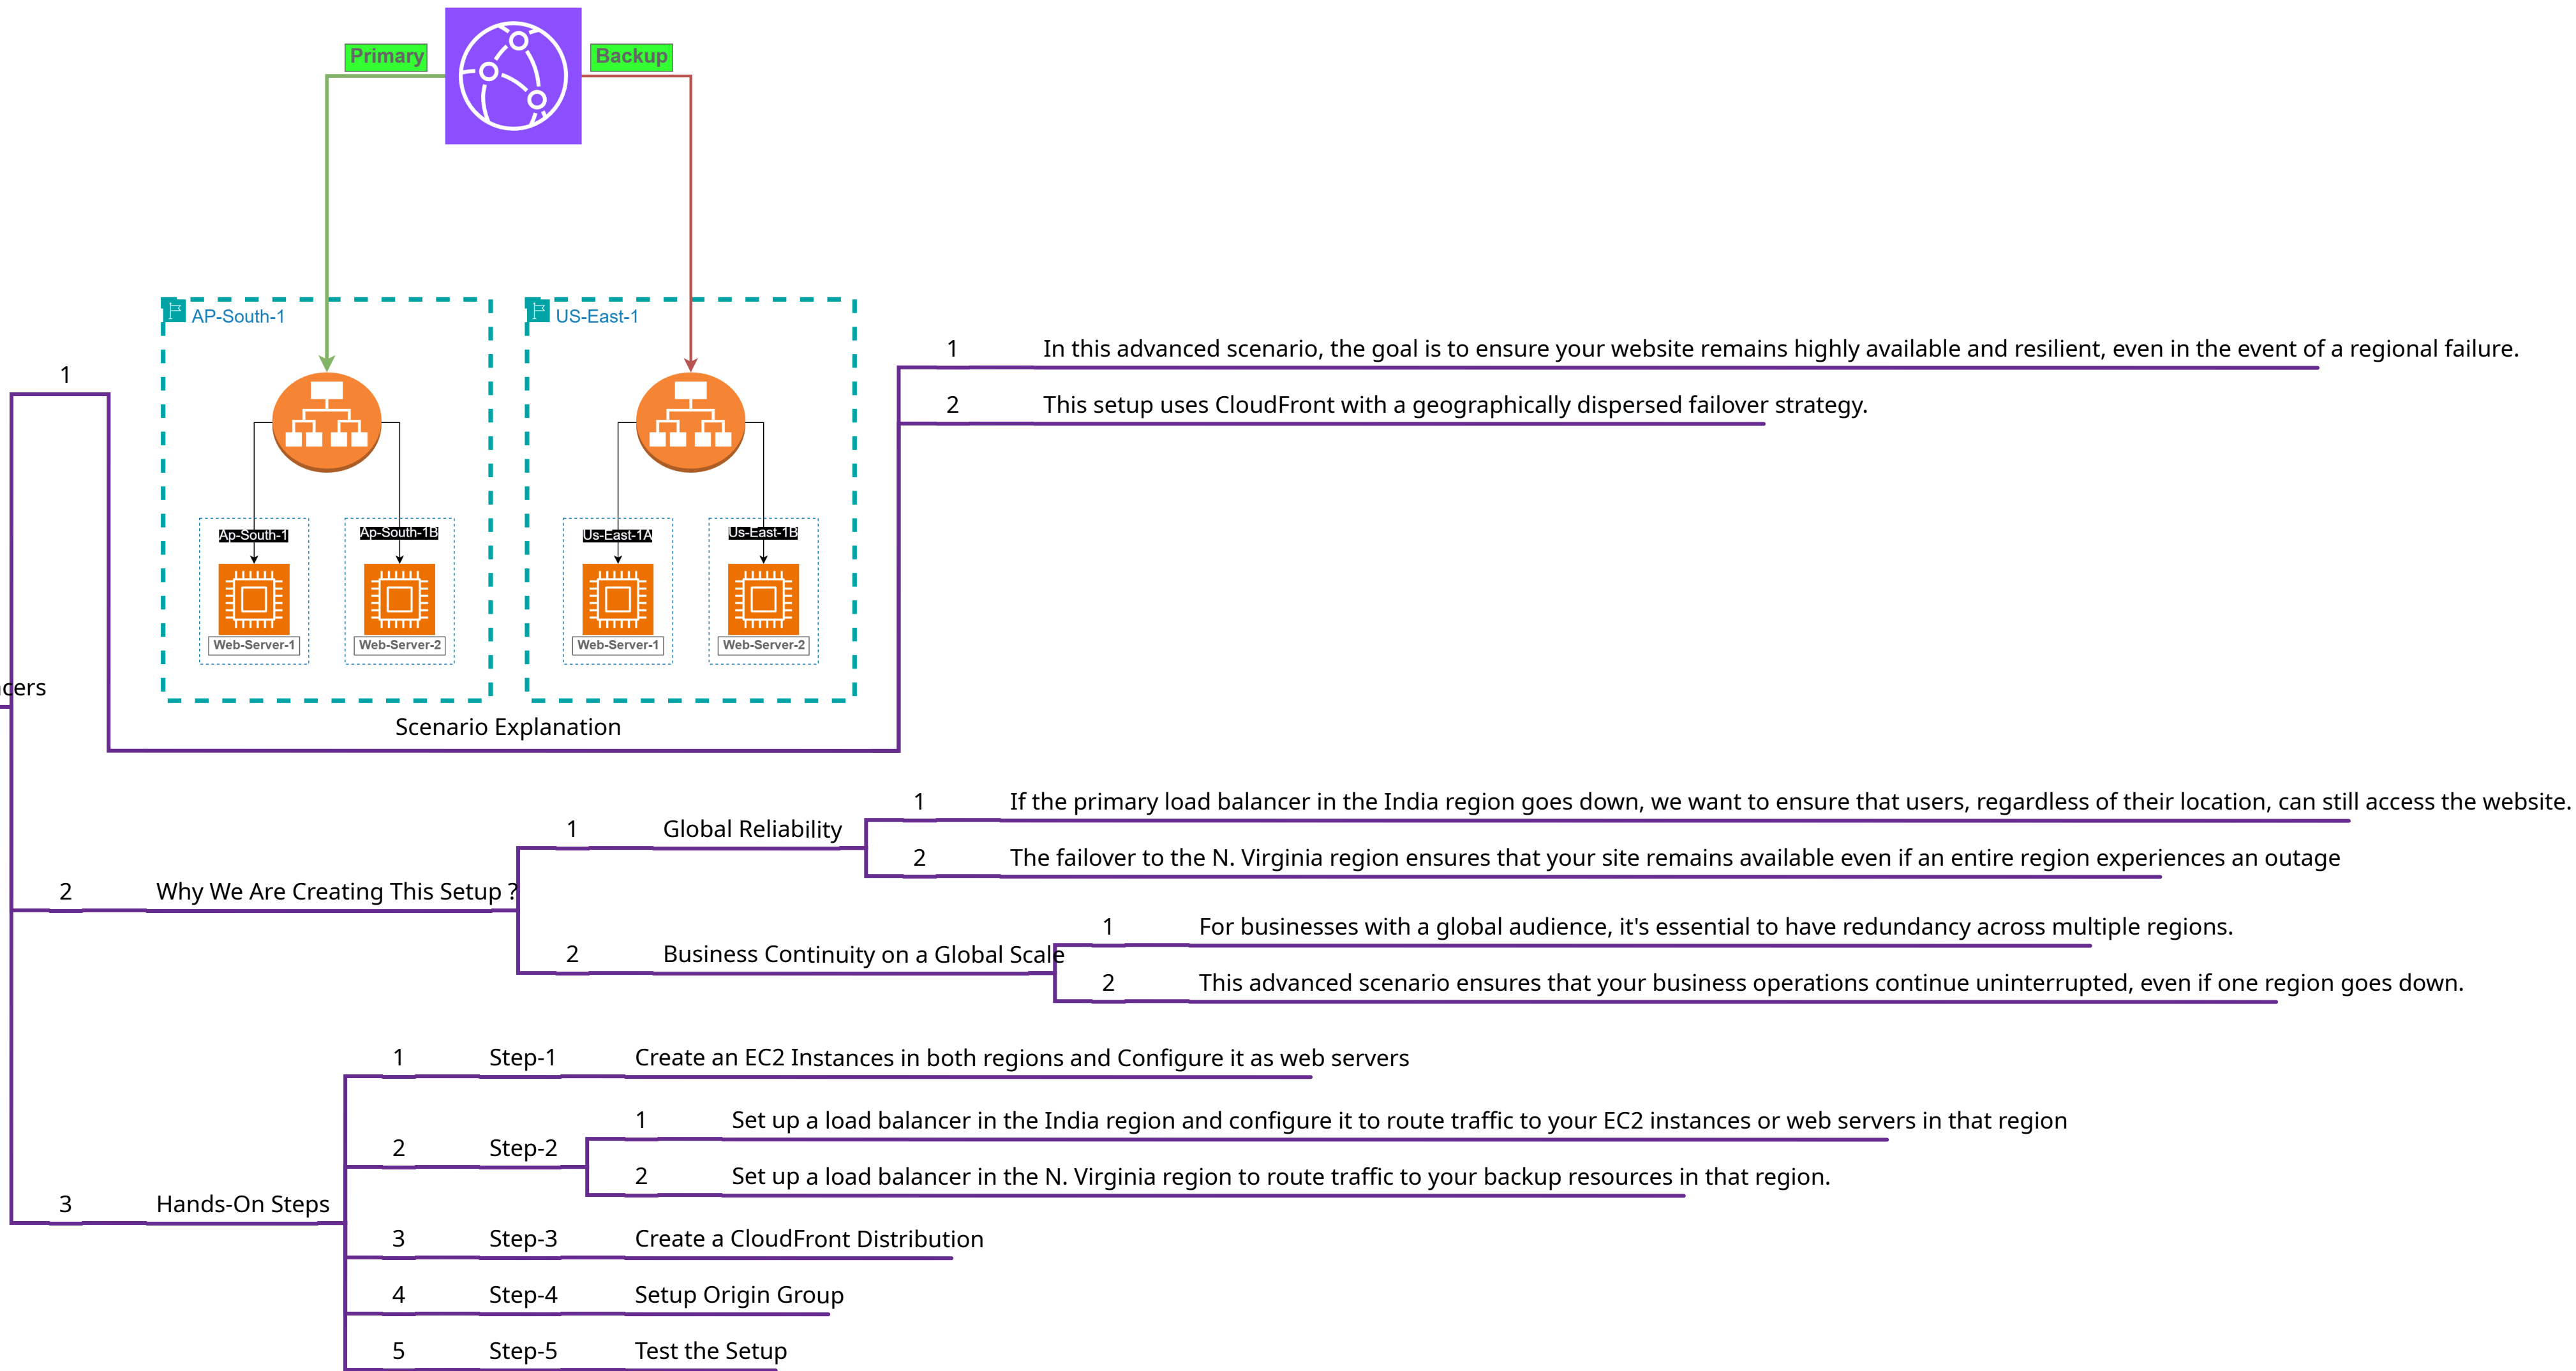 Primary
Backup
AP-South-1
US-East-1
Ap-South-1
Ap-South-1B
Us-East-1A
Us-East-1B
Web-Server-1
Web-Server-2
Web-Server-1
Web-Server-2
1
Scenario Explanation
1 In this advanced scenario, the goal is to ensure your website remains highly available and resilient, even in the event of a regional failure.
2 This setup uses CloudFront with a geographically dispersed failover strategy.
2 Why We Are Creating This Setup ?
1 Global Reliability
1 If the primary load balancer in the India region goes down, we want to ensure that users, regardless of their location, can still access the website.
2 The failover to the N. Virginia region ensures that your site remains available even if an entire region experiences an outage
2 Business Continuity on a Global Scale
1 For businesses with a global audience, it's essential to have redundancy across multiple regions.
2 This advanced scenario ensures that your business operations continue uninterrupted, even if one region goes down.
3 Hands-On Steps
1 Step-1 Create an EC2 Instances in both regions and Configure it as web servers
2 Step-2
1 Set up a load balancer in the India region and configure it to route traffic to your EC2 instances or web servers in that region
2 Set up a load balancer in the N. Virginia region to route traffic to your backup resources in that region.
3 Step-3 Create a CloudFront Distribution
4 Step-4 Setup Origin Group
5 Step-5 Test the Setup